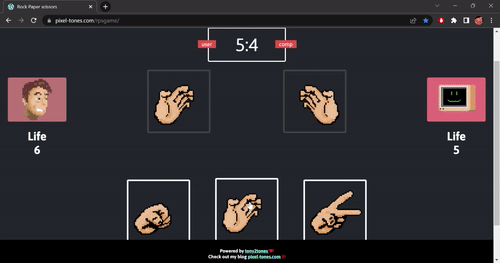 Rock Paper scissors
pixel-tones.com/rpsgame/
user
5:4
comp
Life
6
Life
5
Powered by tony2tones
Check out my blog pixel-tones.com